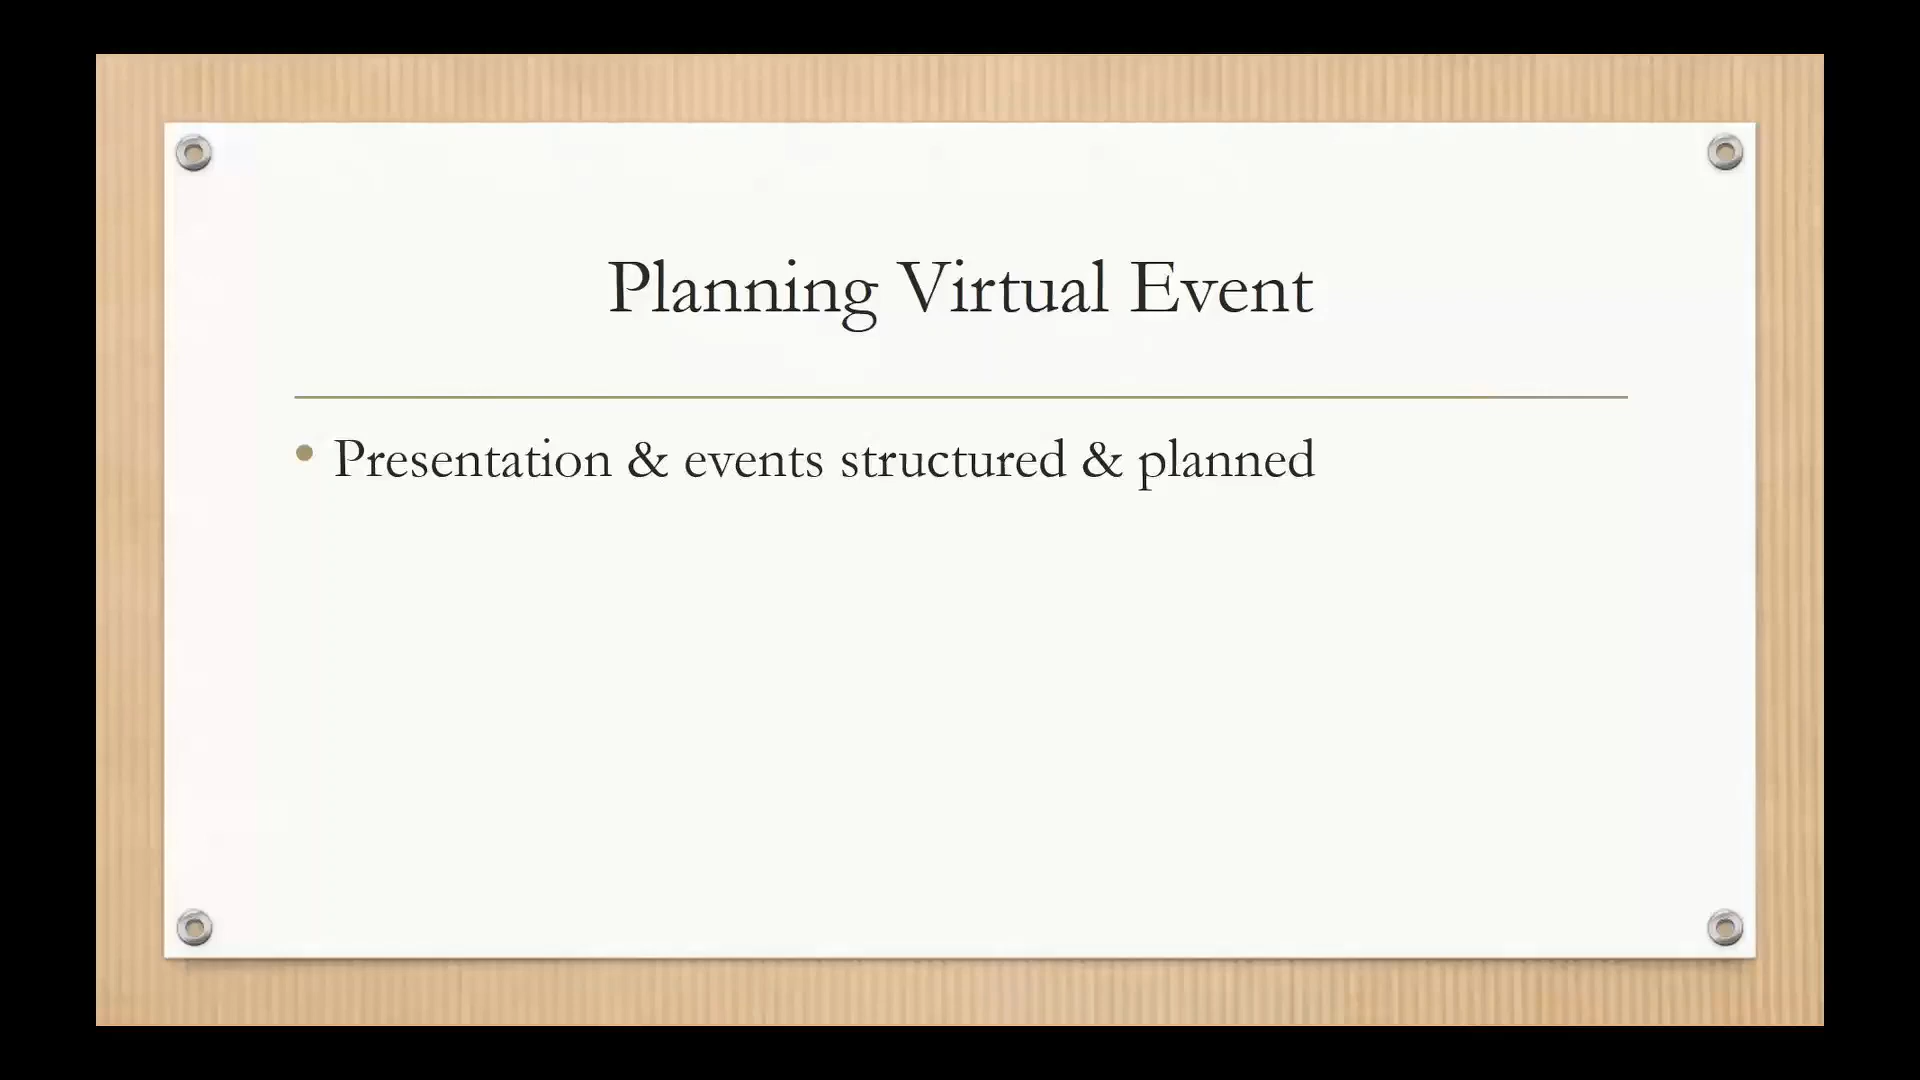 Planning Virtual Event
• Presentation & events structured & planned